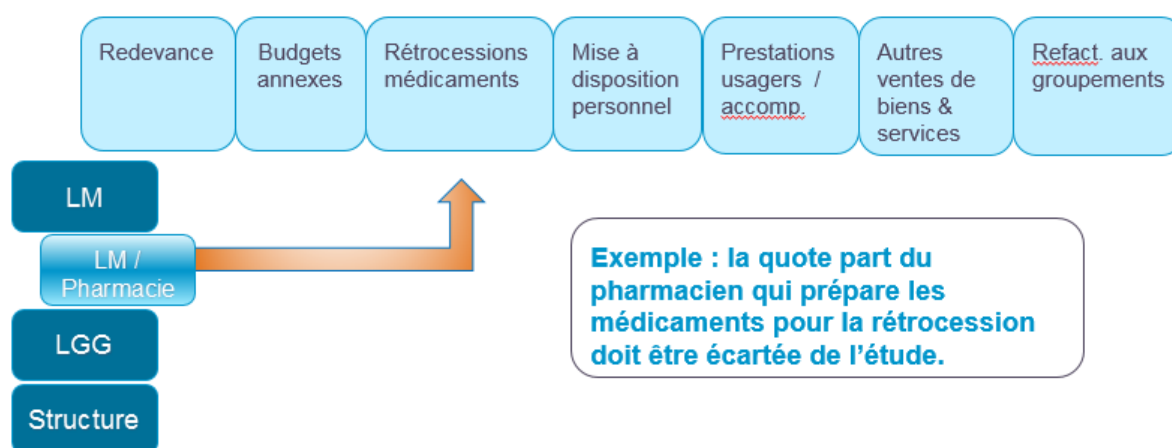 Redevance
Budgets
annexes
Rétrocessions
médicaments
Mise à
disposition
personnel
Prestations
usagers /
accomp.
Autres
ventes de
biens &
services
Refact. aux
groupements
LM
LM /
Pharmacie
LGG
Structure
Exemple : la quote part du
pharmacien qui prépare les
médicaments pour la rétrocession
doit être écartée de l’étude.